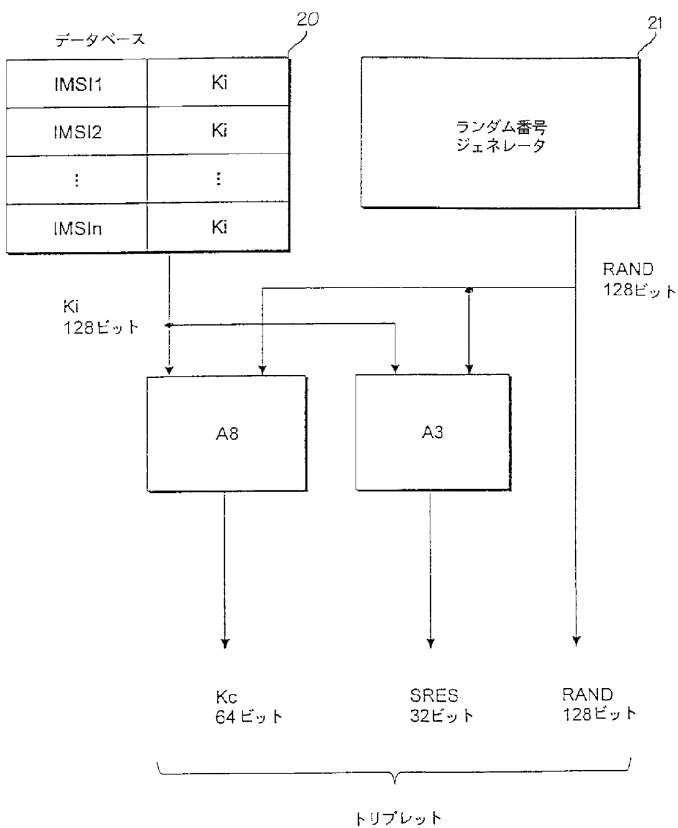 20
データベース
21
IMSI1 Ki
IMSI2 Ki
⋮ ⋮
IMSIn Ki
ランダム番号
ジェネレータ
Ki
128ビット
RAND
128ビット
A8
A3
Kc
64 ビット
SRES
32ビット
RAND
128ビット
トリプレット